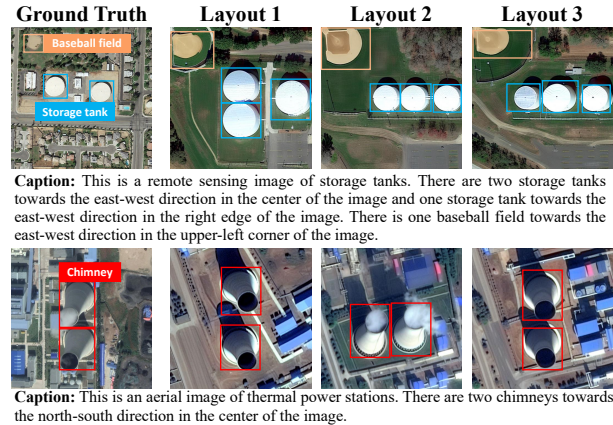 Ground Truth Layout 1 Layout 2 Layout 3
Baseball field
Storage tank
Caption: This is a remote sensing image of storage tanks. There are two storage tanks
towards the east-west direction in the center of the image and one storage tank towards the
east-west direction in the right edge of the image. There is one baseball field towards the
east-west direction in the upper-left corner of the image.
Chimney
Caption: This is an aerial image of thermal power stations. There are two chimneys towards
the north-south direction in the center of the image.